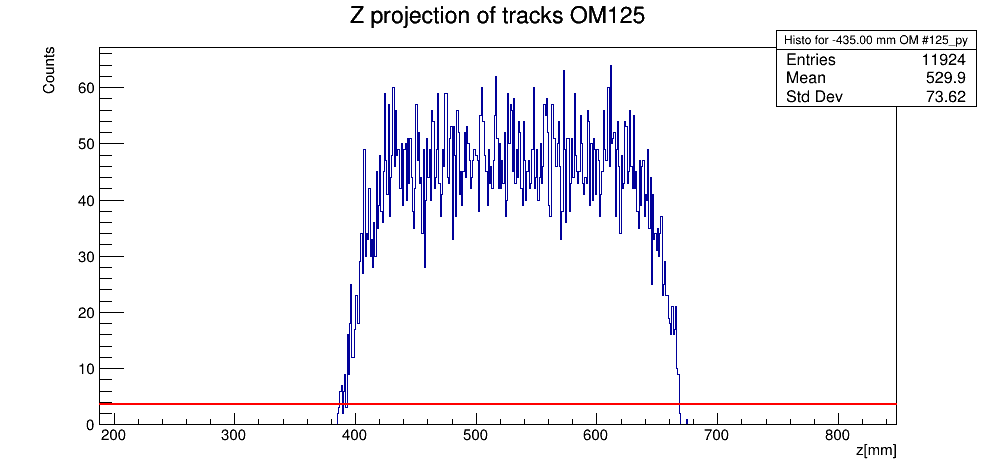 Z projection of tracks OM125
Histo for -435.00 mm OM #125_py
Entries 11924
Mean 529.9
Std Dev 73.62
Counts
60
50
40
30
20
10
0
200 300 400 500 600 700 800
z[mm]